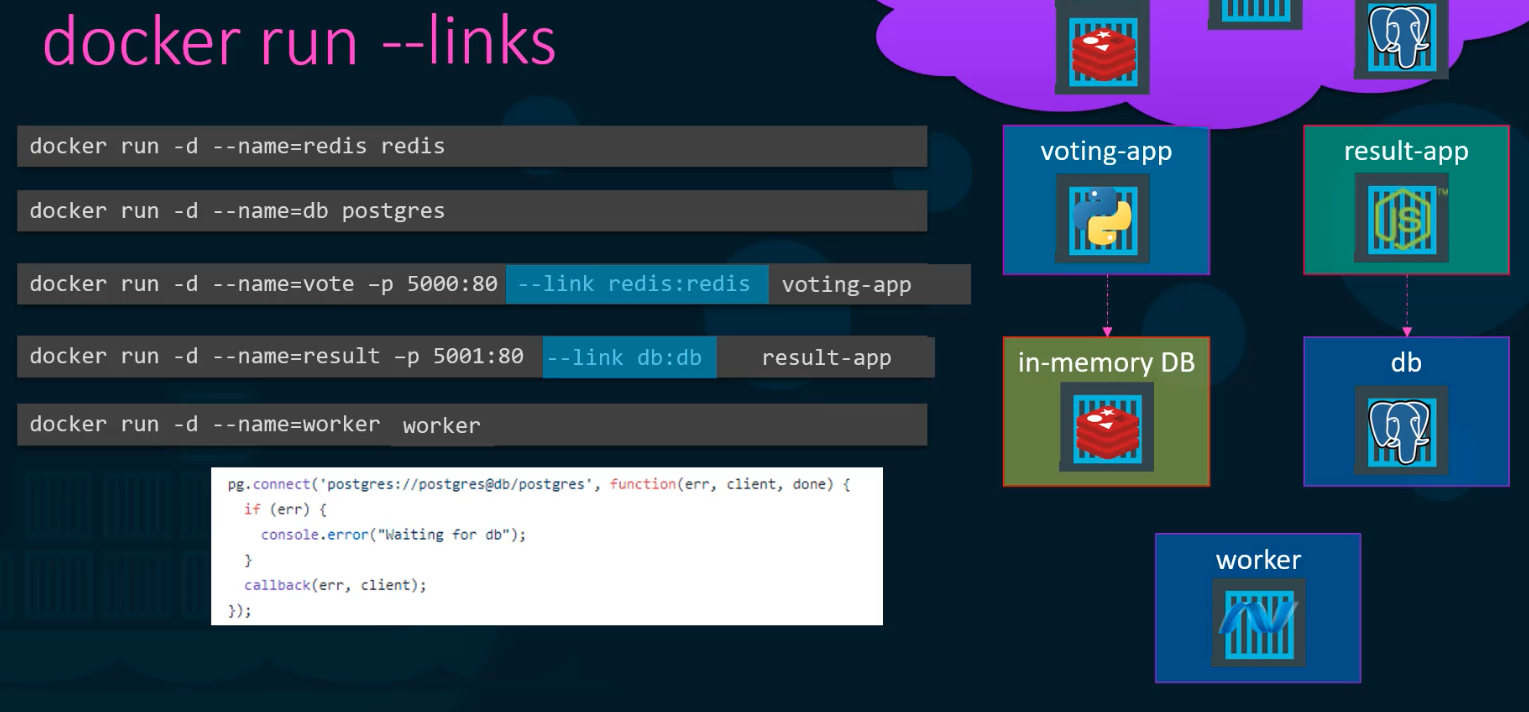 docker run --links
docker run -d --name=redis redis
docker run -d --name=db postgres
docker run -d --name=vote –p 5000:80 --link redis:redis voting-app
docker run -d --name=result –p 5001:80 --link db:db result-app
docker run -d --name=worker worker
pg.connect('postgres://postgres@db/postgres', function(err, client, done) {
if (err) {
console.error("Waiting for db");
}
callback(err, client);
});
voting-app
result-app
JS
TM
in-memory DB
db
worker